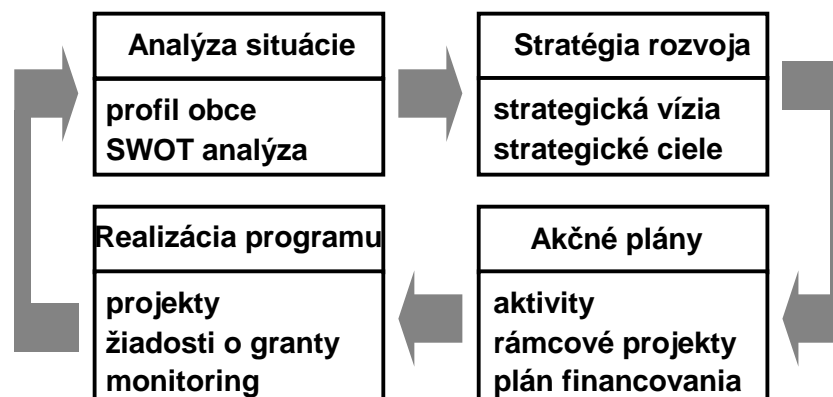 Analýza situácie
profil obce
SWOT analýza
Stratégia rozvoja
strategická vízia
strategické ciele
Realizácia programu
projekty
žiadosti o granty
monitoring
Akčné plány
aktivity
rámcové projekty
plán financovania